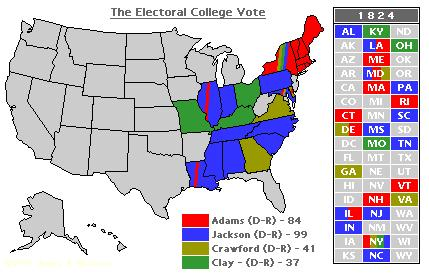 The Electoral College Vote
Adams (D-R) - 84
Jackson (D-R) - 99
Crawford (D-R) - 41
Clay - (D-R) - 37
1824
AL KY ND
AK LA OH
AZ ME OK
AR MD OR
CA MA PA
CO MI RI
CT MN SC
DE MS SD
DC MO TN
FL MT TX
GA NE UT
HI NV VT
ID NH VA
IL NJ WA
IN NM WV
IA NY WI
KS NC WY